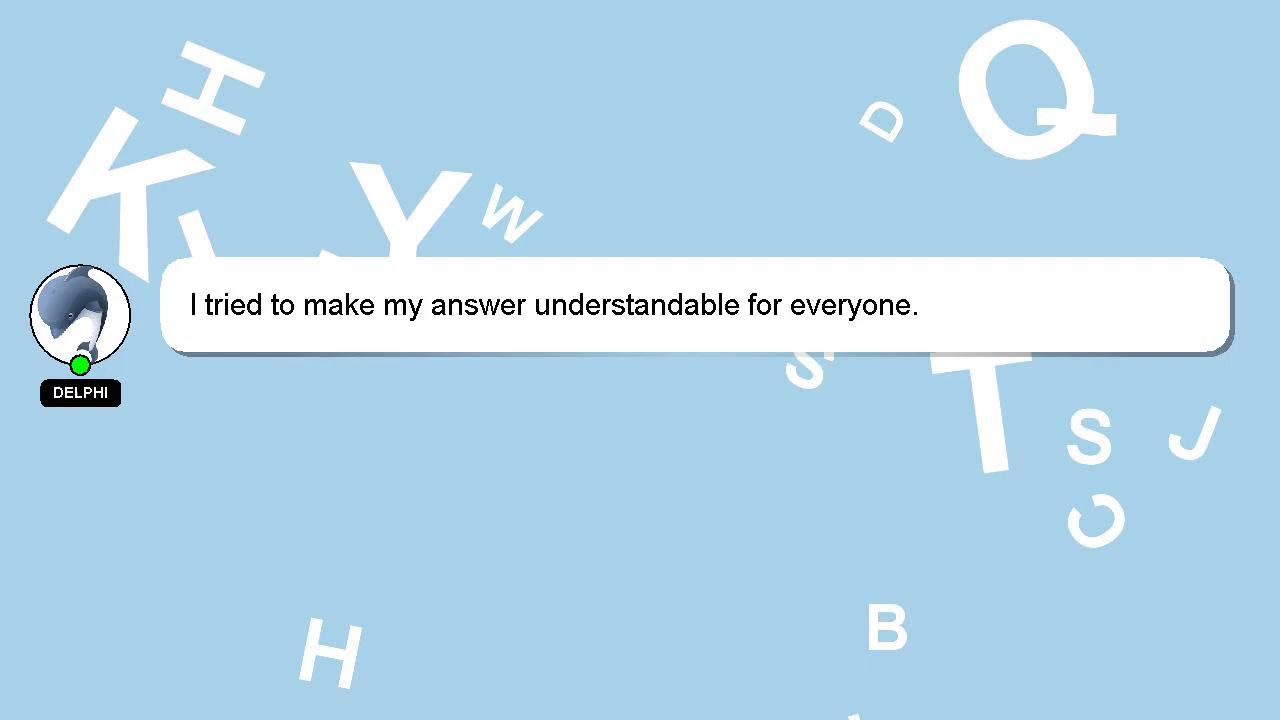 H
D
Q
K
Y
W
I tried to make my answer understandable for everyone.
DELPHI
S
T
S
J
C
H
B